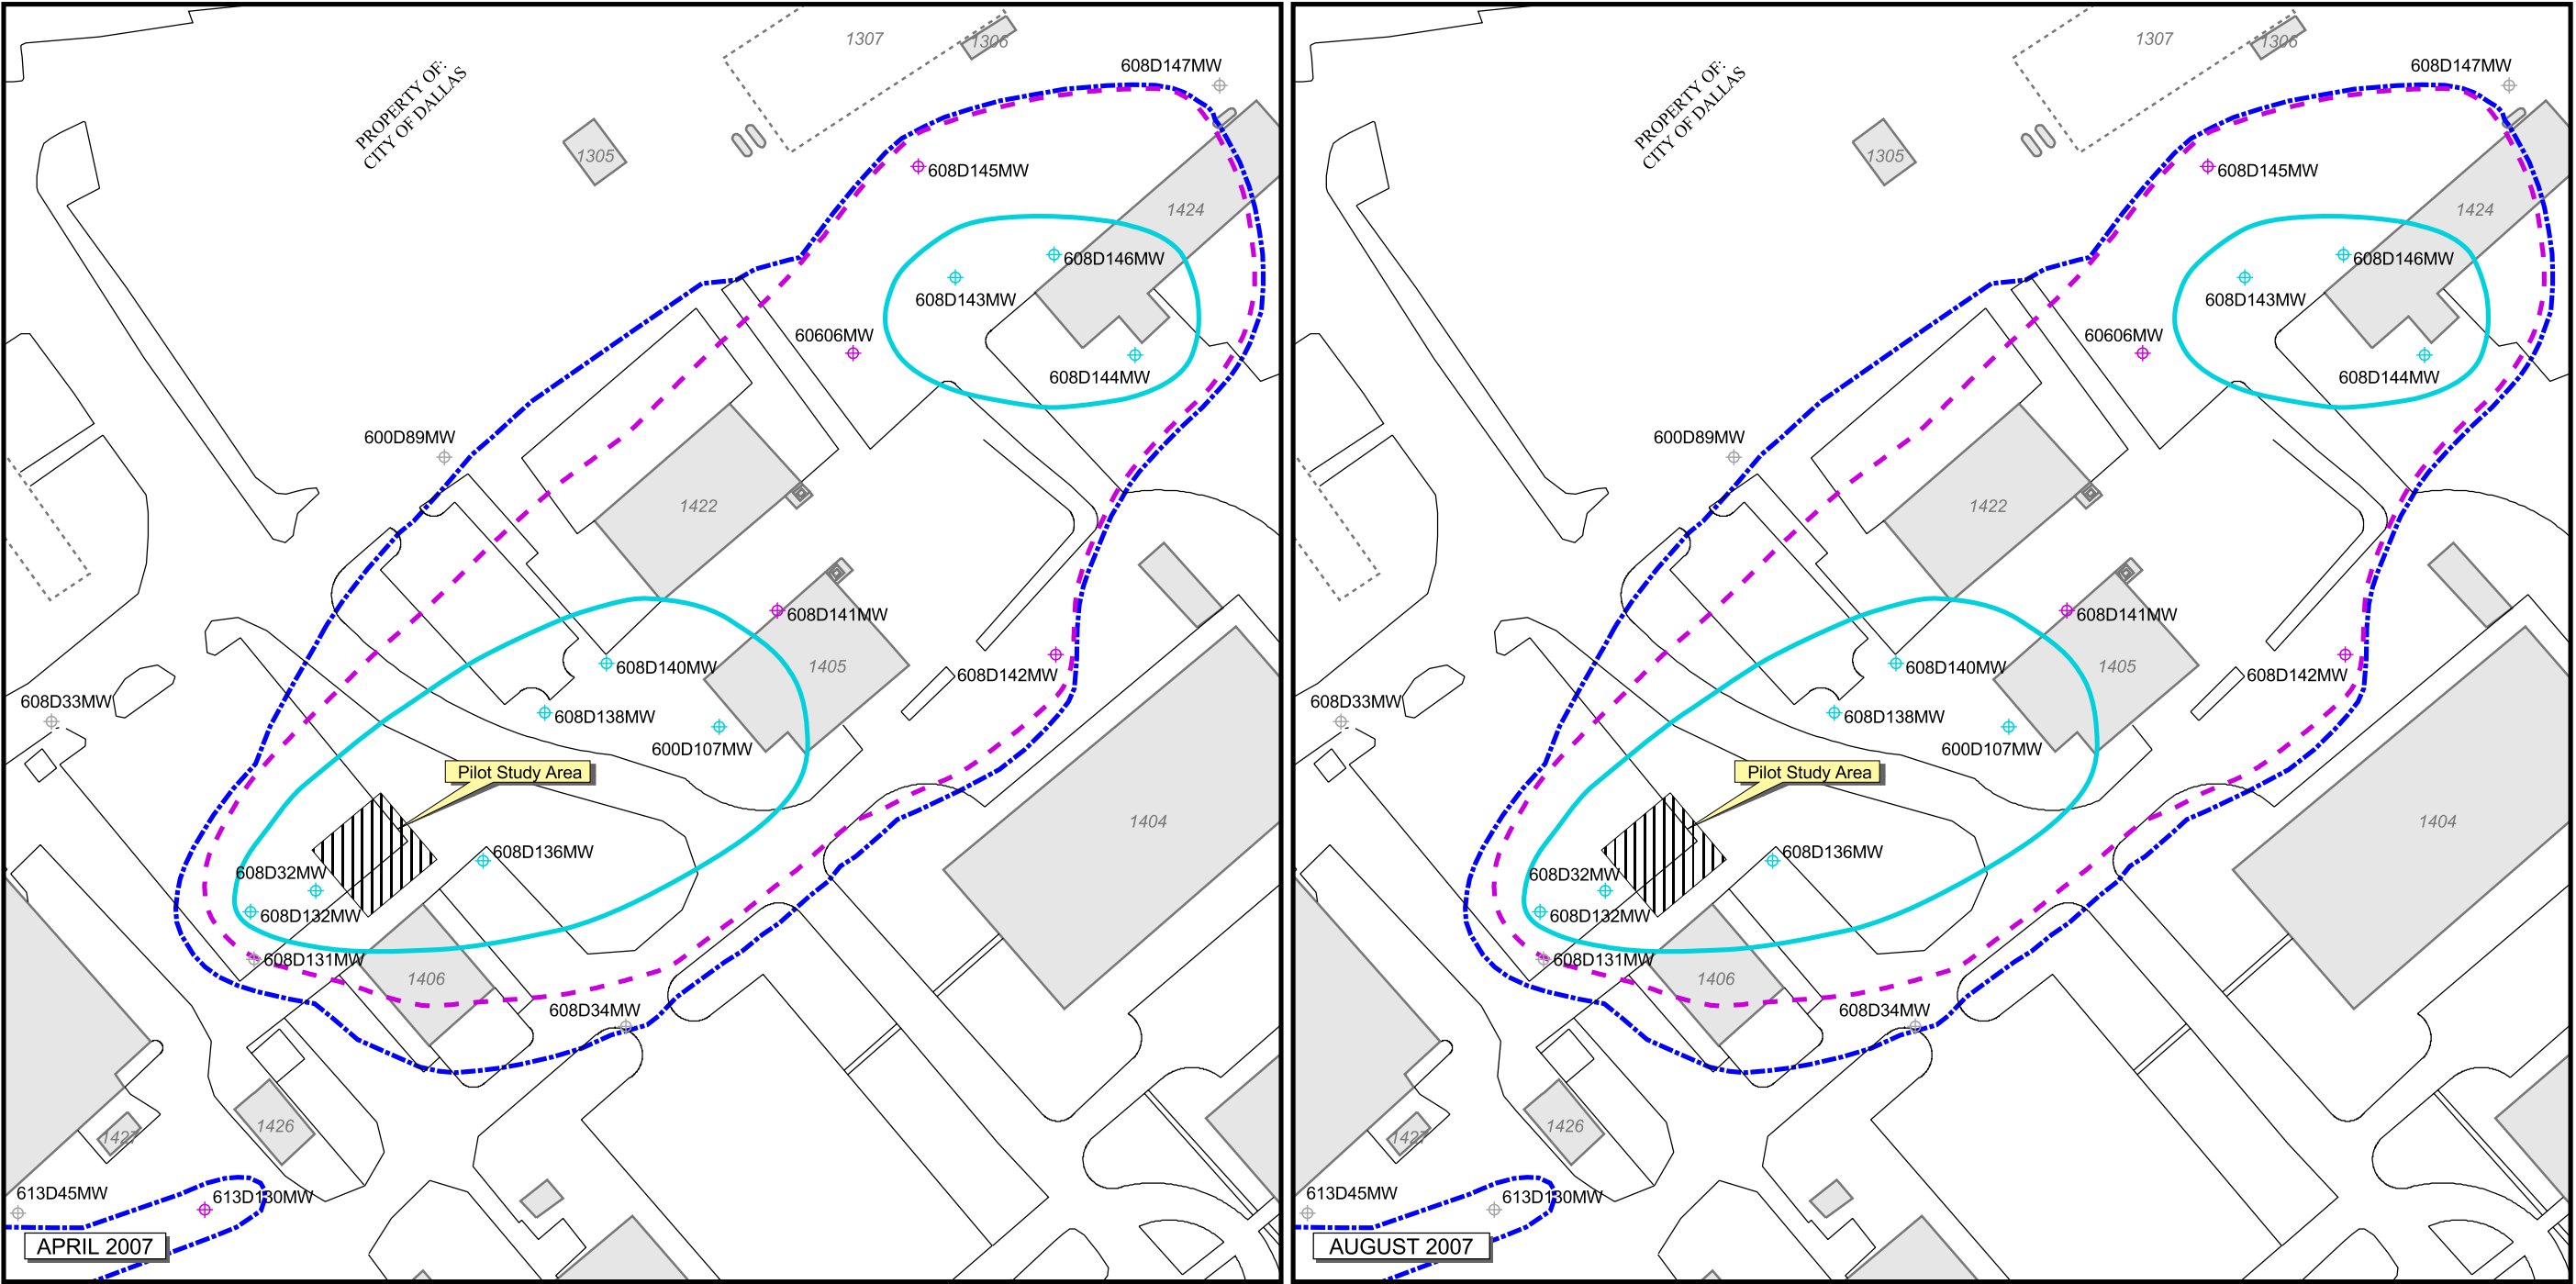 1307
1306
608D147MW
PROPERTY OF:
CITY OF DALLAS
1305
608D145MW
1424
608D146MW
608D143MW
60606MW
608D144MW
600D89MW
1422
608D141MW
608D140MW
1405
608D142MW
608D33MW
608D138MW
600D107MW
Pilot Study Area
1404
608D136MW
608D32MW
608D132MW
608D131MW
1406
608D34MW
1426
1427
613D45MW
613D130MW
APRIL 2007
1307
1306
608D147MW
PROPERTY OF:
CITY OF DALLAS
1305
608D145MW
1424
608D146MW
608D143MW
60606MW
608D144MW
600D89MW
1422
608D141MW
608D140MW
1405
608D142MW
608D33MW
608D138MW
600D107MW
Pilot Study Area
1404
608D136MW
608D32MW
608D132MW
608D131MW
1406
608D34MW
1426
1427
613D45MW
613D130MW
AUGUST 2007